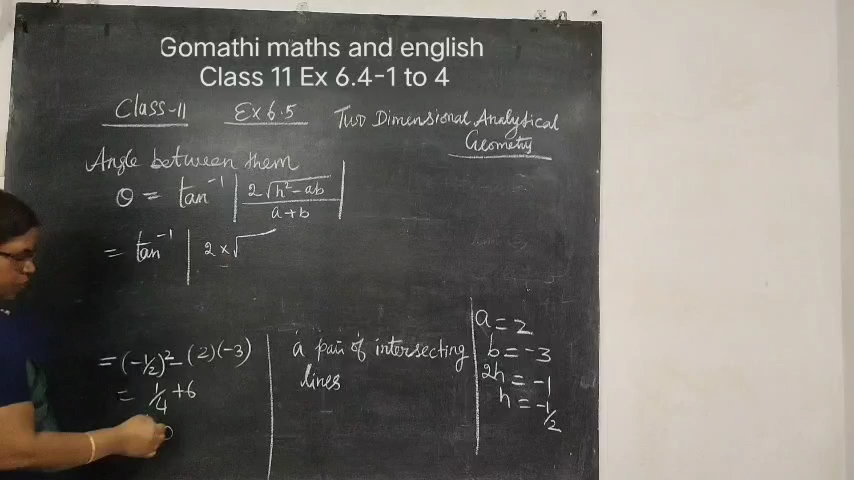 Gomathi maths and english
Class 11 Ex 6.4-1 to 4
Class-11 Ex 6.5 Two Dimensional Analytical
Geometry
Angle between them
θ = tan⁻¹ | 2√(h²-ab) / a+b |
= tan⁻¹ | 2 × √
= (-1/2)² - (2)(-3)
= 1/4 + 6
a pair of intersecting
lines
a = 2
b = -3
2h = -1
h = -1/2